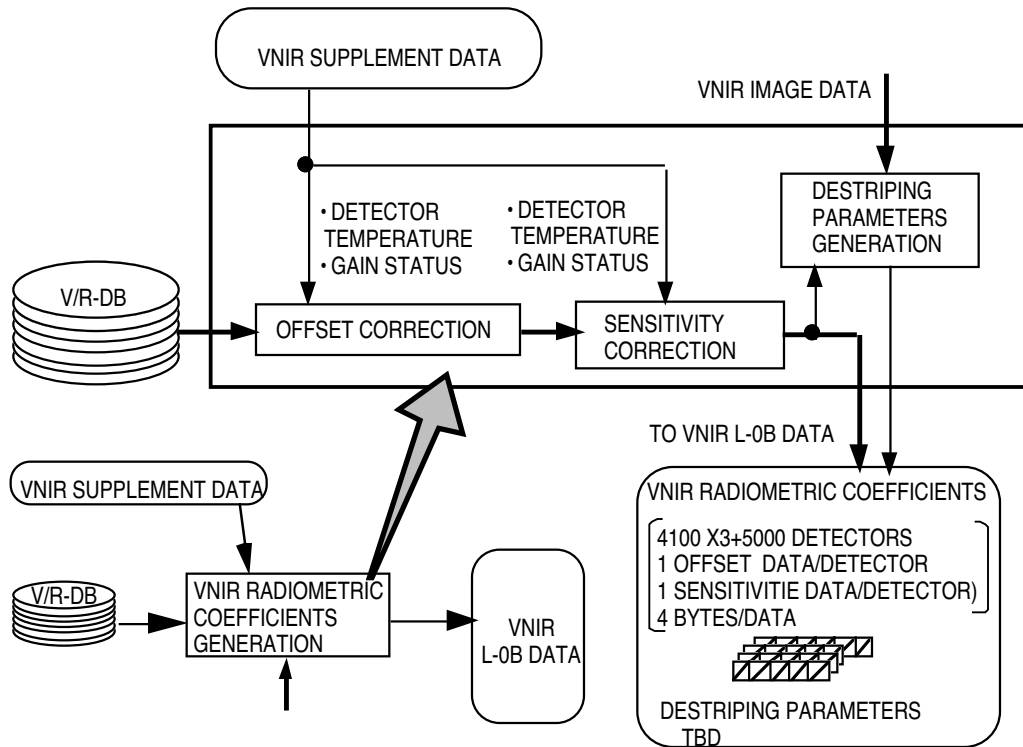 VNIR SUPPLEMENT DATA
VNIR IMAGE DATA
DESTRIPING
PARAMETERS
GENERATION
• DETECTOR
TEMPERATURE
• GAIN STATUS
• DETECTOR
TEMPERATURE
• GAIN STATUS
V/R-DB
OFFSET CORRECTION
SENSITIVITY
CORRECTION
TO VNIR L-0B DATA
VNIR SUPPLEMENT DATA
V/R-DB
VNIR RADIOMETRIC
COEFFICIENTS
GENERATION
VNIR
L-0B DATA
VNIR RADIOMETRIC COEFFICIENTS
4100 X3+5000 DETECTORS
1 OFFSET DATA/DETECTOR
1 SENSITIVITIE DATA/DETECTOR)
4 BYTES/DATA
DESTRIPING PARAMETERS
TBD